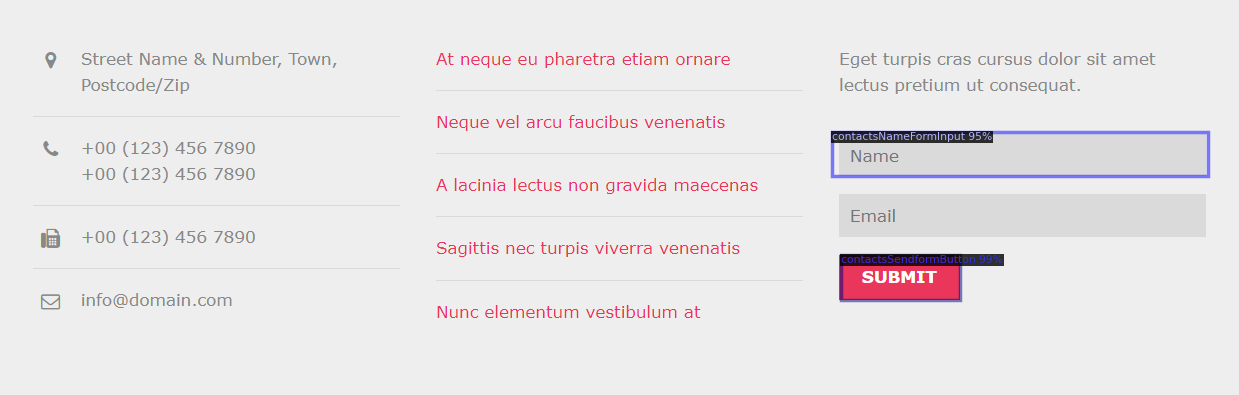 Street Name & Number, Town,
Postcode/Zip
+00 (123) 456 7890
+00 (123) 456 7890
+00 (123) 456 7890
info@domain.com
At neque eu pharetra etiam ornare
Neque vel arcu faucibus venenatis
A lacinia lectus non gravida maecenas
Sagittis nec turpis viverra venenatis
Nunc elementum vestibulum at
Eget turpis cras cursus dolor sit amet
lectus pretium ut consequat.
contactsNameFormInput 95%
Name
Email
contactsSendformButton 99%
SUBMIT